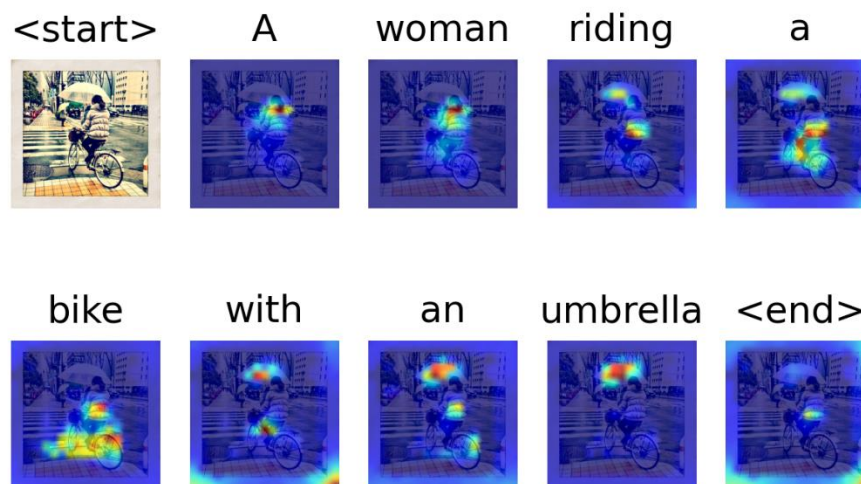 <start> A woman riding a
bike with an umbrella <end>